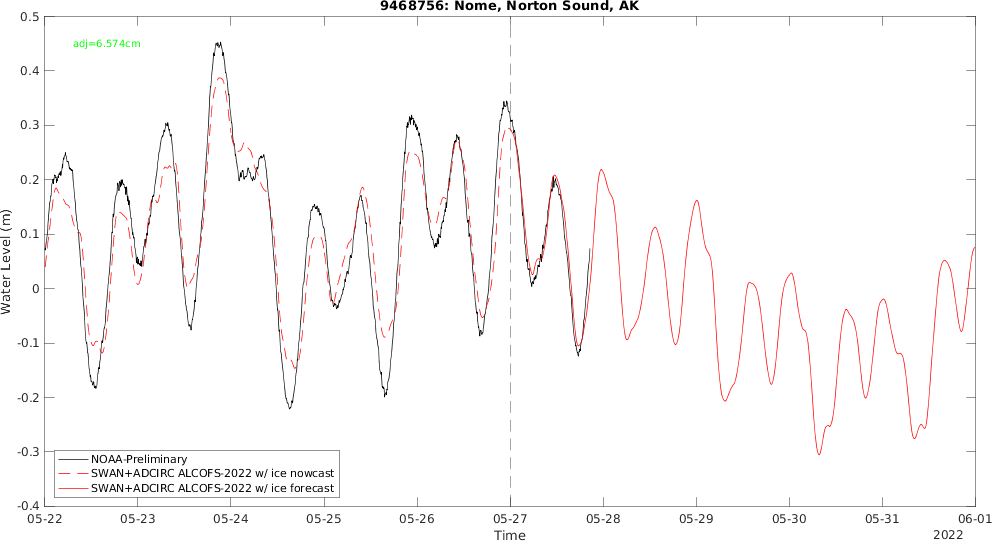 9468756: Nome, Norton Sound, AK
adj=6.574cm
0.5
0.4
0.3
0.2
0.1
0
-0.1
-0.2
-0.3
-0.4
Water Level (m)
NOAA-Preliminary
SWAN+ADCIRC ALCOFS-2022 w/ ice nowcast
SWAN+ADCIRC ALCOFS-2022 w/ ice forecast
05-22 05-23 05-24 05-25 05-26 05-27 05-28 05-29 05-30 05-31 06-01
Time
2022